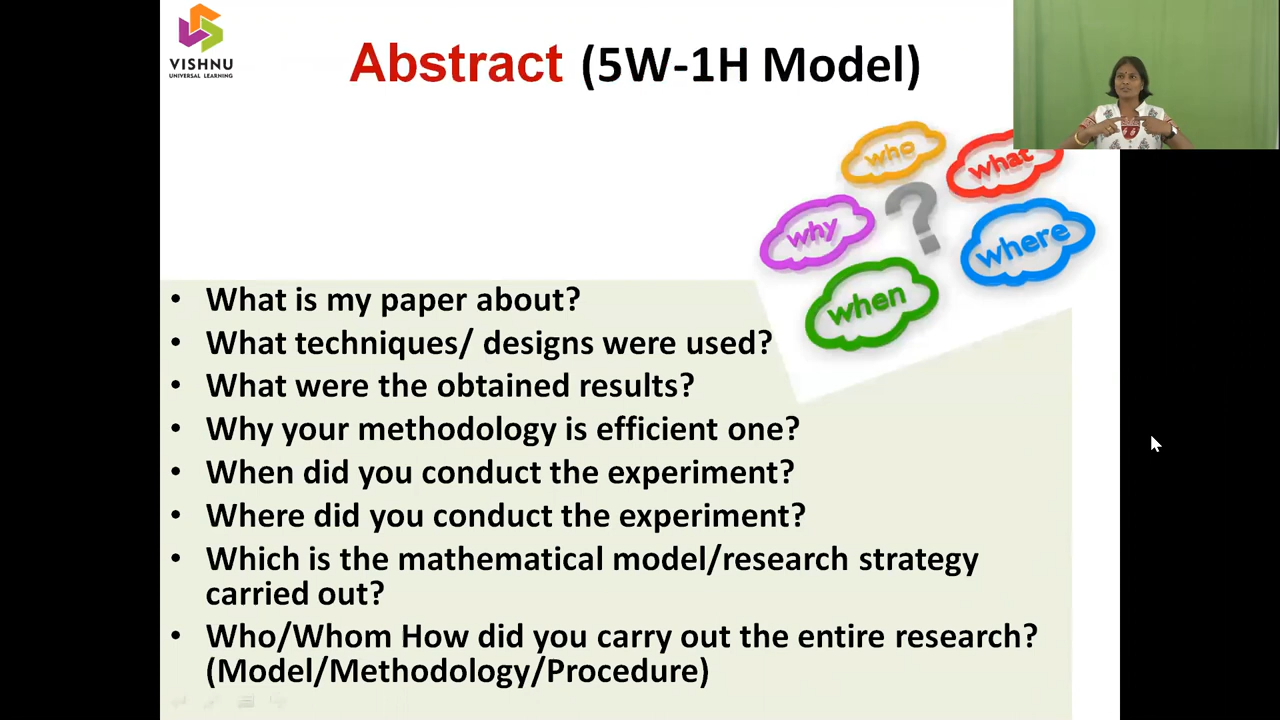 VISHNU
UNIVERSAL LEARNING
Abstract (5W-1H Model)
who
what
why
where
when
?
• What is my paper about?
• What techniques/ designs were used?
• What were the obtained results?
• Why your methodology is efficient one?
• When did you conduct the experiment?
• Where did you conduct the experiment?
• Which is the mathematical model/research strategy
carried out?
• Who/Whom How did you carry out the entire research?
(Model/Methodology/Procedure)